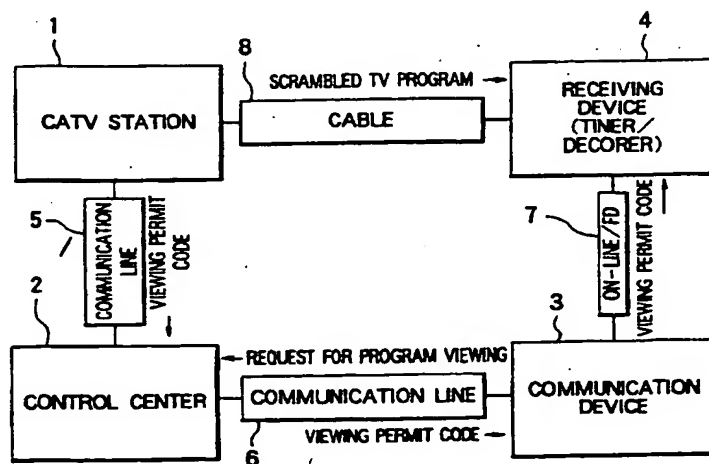 1
8
4
SCRAMBLED TV PROGRAM →
CATV STATION
CABLE
RECEIVING
DEVICE
(TINER/
DECORER)
5
COMMUNICATION
LINE
VIEWING PERMIT
CODE →
7
ON-LINE/FD
VIEWING PERMIT CODE →
2
3
← REQUEST FOR PROGRAM VIEWING
CONTROL CENTER
COMMUNICATION LINE
COMMUNICATION
DEVICE
6
VIEWING PERMIT CODE →